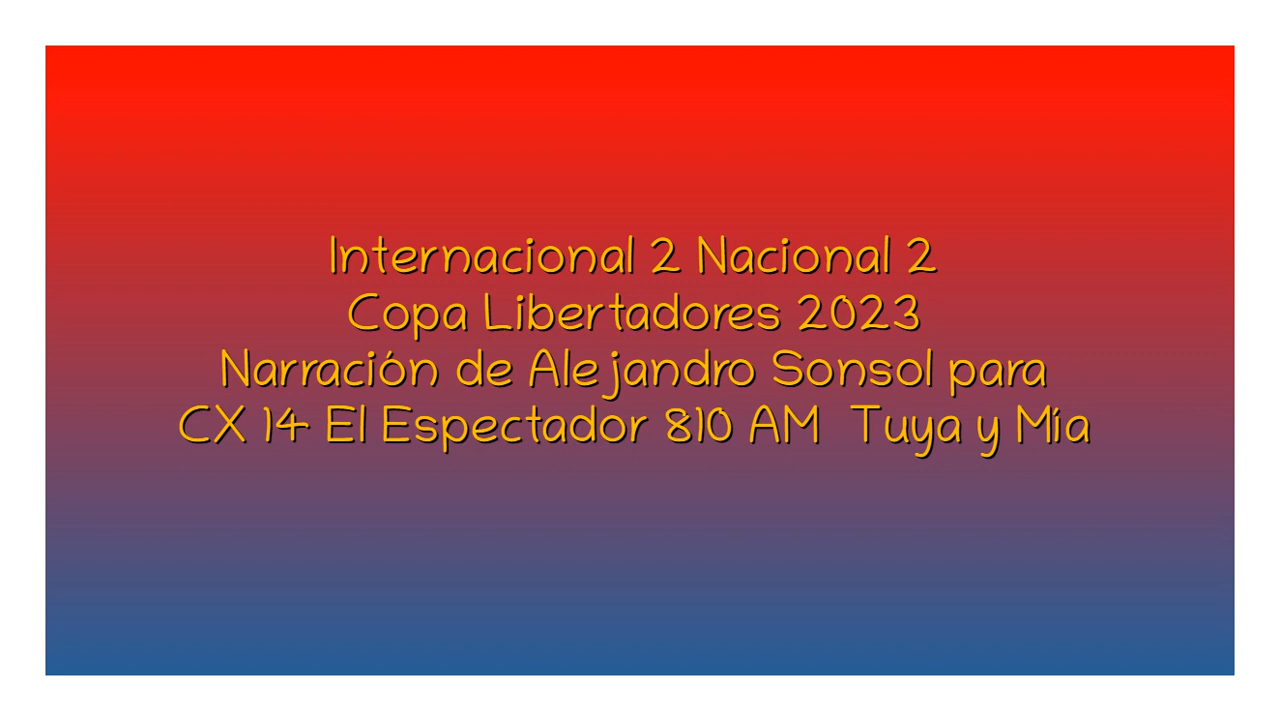 Internacional 2 Nacional 2
Copa Libertadores 2023
Narración de Alejandro Sonsol para
CX 14 El Espectador 810 AM  Tuya y Mía